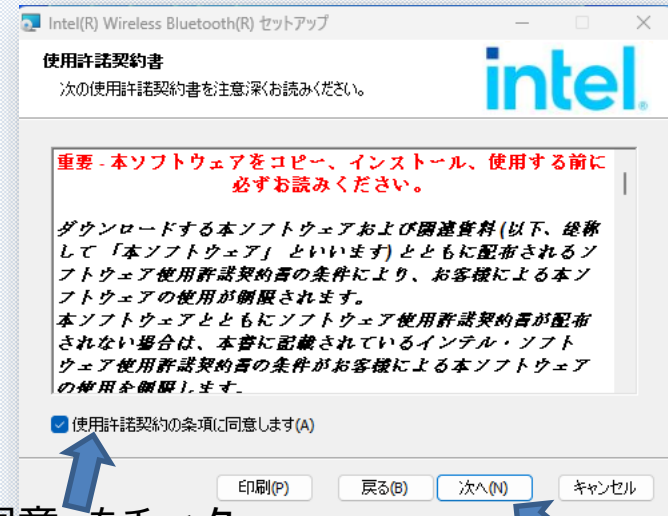 Intel(R) Wireless Bluetooth(R) セットアップ
使用許諾契約書
次の使用許諾契約書を注意深くお読みください。
intel.
重要 - 本ソフトウェアをコピー、インストール、使用する前に
必ずお読みください。
ダウンロードする本ソフトウェアおよび関連資料 (以下、総称
して 「本ソフトウェア」 といいます) とともに配布されるソ
フトウェア使用許諾契約書の条件により、お客様による本ソ
フトウェアの使用が制限されます。
本ソフトウェアとともにソフトウェア使用許諾契約書が配布
されない場合は、本書に記載されているインテル・ソフト
ウェア使用許諾契約書の条件がお客様による本ソフトウェア
の使用を制限します。
使用許諾契約の条項に同意します(A)
印刷(P) 戻る(B) 次へ(N) キャンセル